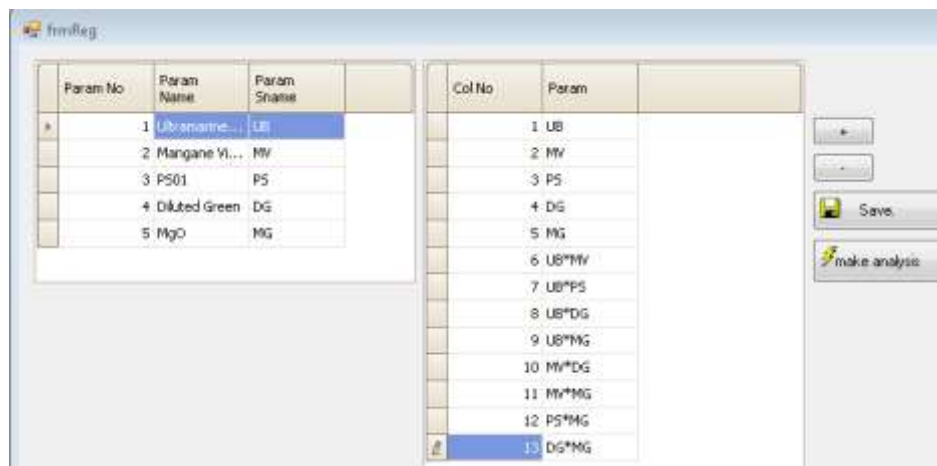 frmReg
Param No Param Name Param Sname
1 Ultramarine... UB
2 Mangane Vi... MV
3 PS01 PS
4 Diluted Green DG
5 MgO MG
Col No Param
1 UB
2 MV
3 PS
4 DG
5 MG
6 UB*MV
7 UB*PS
8 UB*DG
9 UB*MG
10 MV*DG
11 MV*MG
12 PS*MG
13 DG*MG
+
-
Save
make analysis